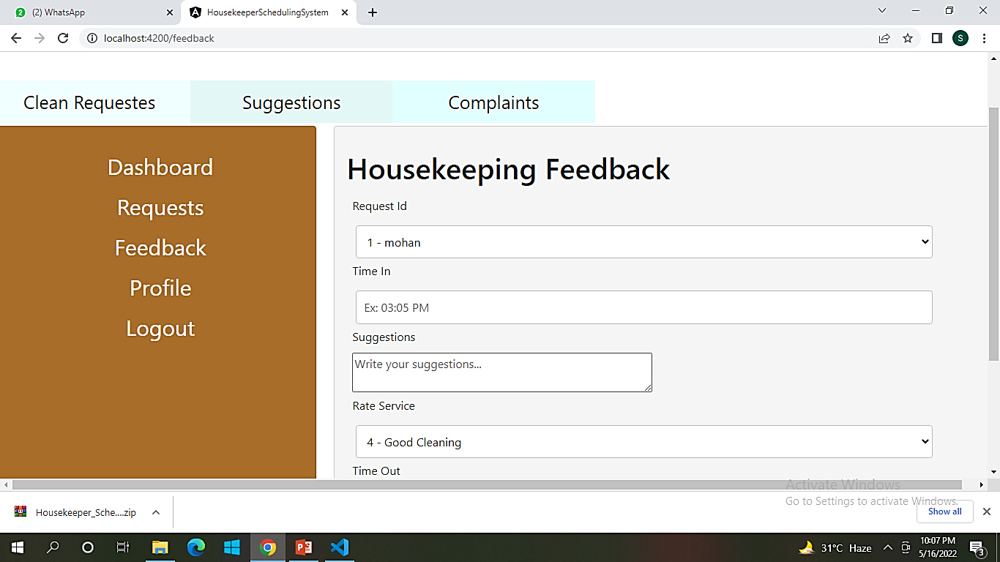 (2) WhatsApp
HousekeeperSchedulingSystem
localhost:4200/feedback
S
Clean Requestes Suggestions Complaints
Dashboard
Requests
Feedback
Profile
Logout
Housekeeping Feedback
Request Id
1 - mohan
Time In
Ex: 03:05 PM
Suggestions
Write your suggestions...
Rate Service
4 - Good Cleaning
Time Out
Activate Windows
Go to Settings to activate Windows.
Housekeeper_Sche....zip
Show all
31°C Haze
10:07 PM
5/16/2022
3